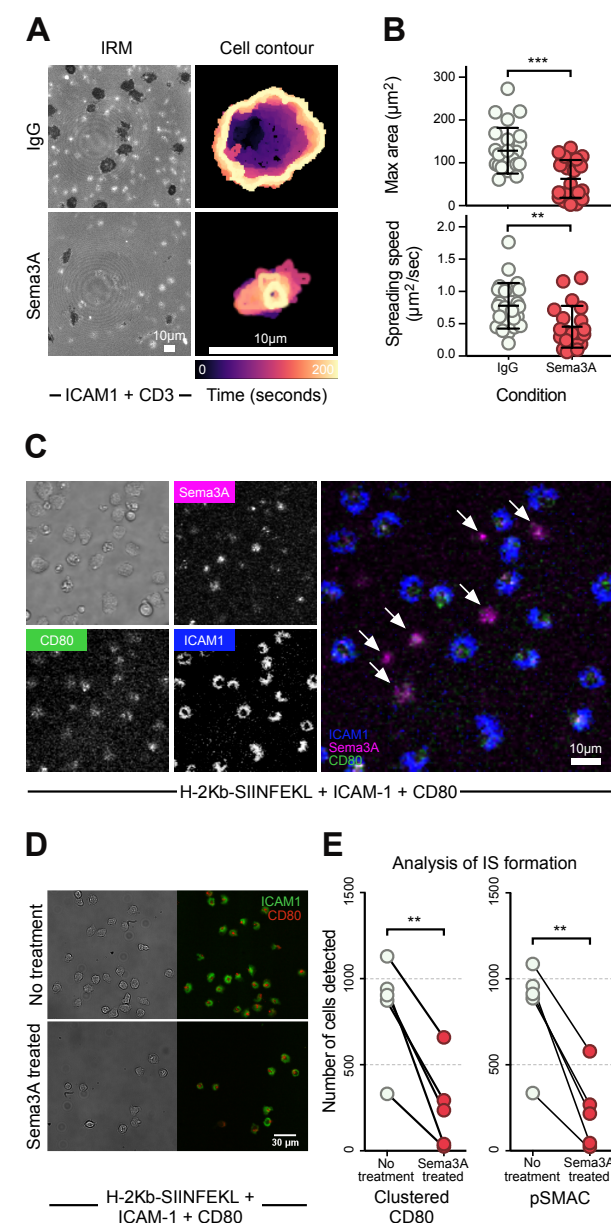 A
IRM
Cell contour
IgG
Sema3A
10µm
10µm
0
200
ICAM1 + CD3
Time (seconds)
B
***
Max area (µm²)
300
200
100
0
**
Spreading speed
(µm²/sec)
2.0
1.5
1.0
0.5
0.0
IgG
Sema3A
Condition
C
Sema3A
CD80
ICAM1
ICAM1
Sema3A
CD80
10µm
H-2Kb-SIINFEKL + ICAM-1 + CD80
D
No treatment
Sema3A treated
ICAM1
CD80
30 µm
H-2Kb-SIINFEKL +
ICAM-1 + CD80
E
Analysis of IS formation
Number of cells detected
1500
1000
500
0
**
No
treatment
Sema3A
treated
Clustered
CD80
1500
1000
500
0
**
No
treatment
Sema3A
treated
pSMAC